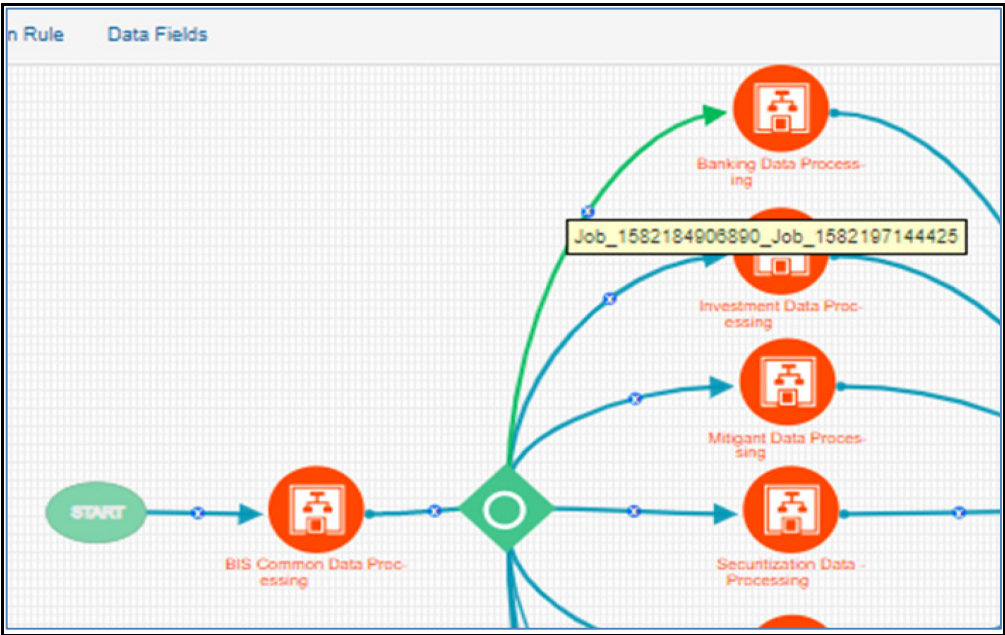 n Rule Data Fields
Banking Data Process-
ing
Job_1582184906890_Job_1582197144425
Investment Data Proc-
essing
Mitigant Data Proces-
sing
START
BIS Common Data Proc-
essing
Securitization Data -
Processing